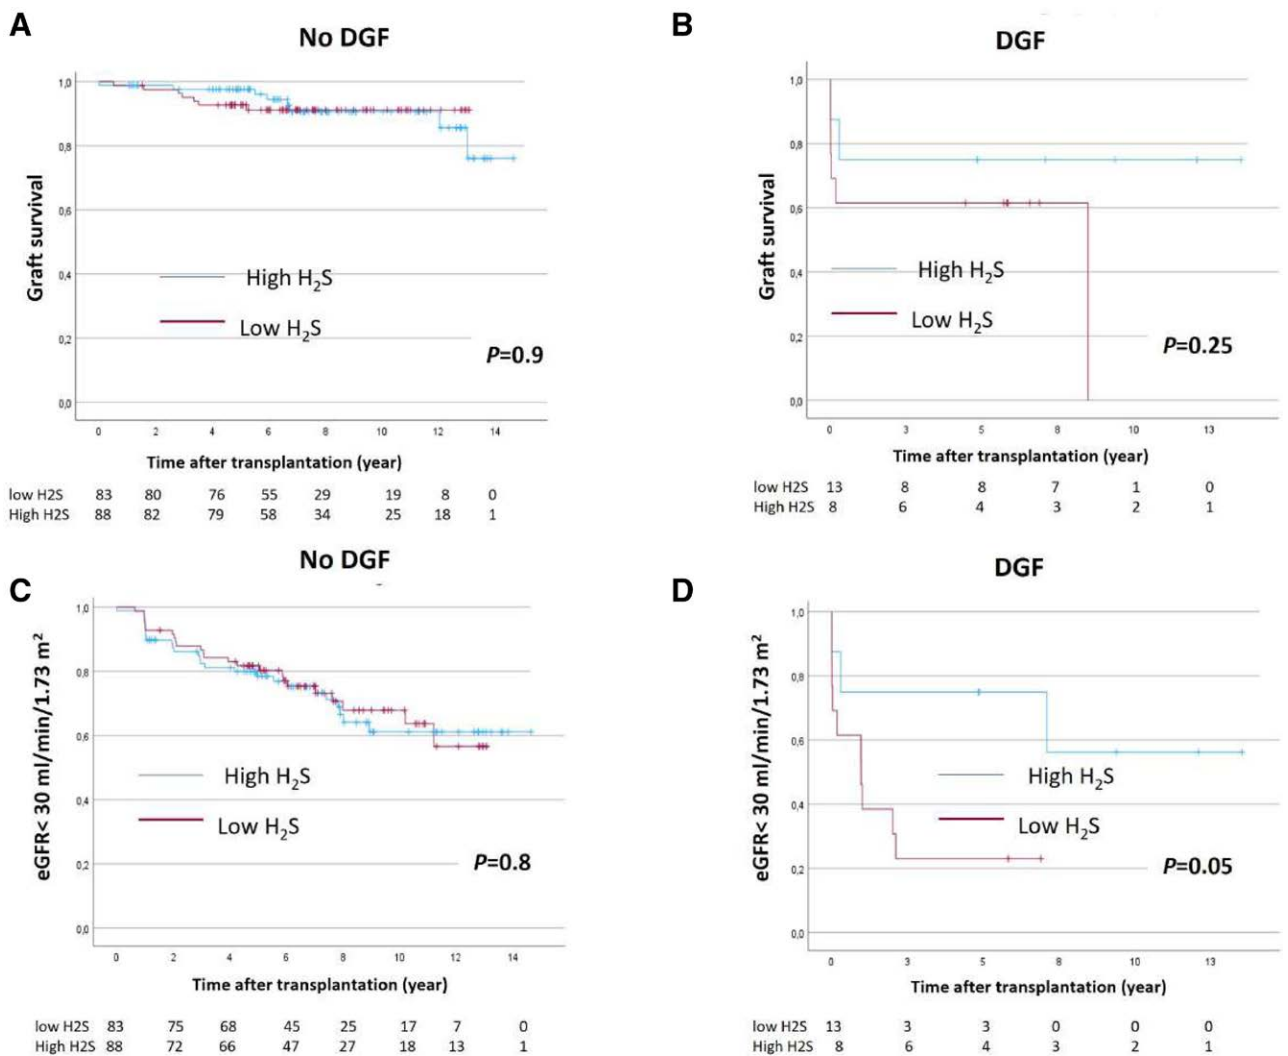 A
No DGF
Graft survival
1,0
0,8
0,6
0,4
0,2
0,0
High H₂S
Low H₂S
P=0.9
0 2 4 6 8 10 12 14
Time after transplantation (year)
low H2S 83 80 76 55 29 19 8 0
High H2S 88 82 79 58 34 25 18 1
B
DGF
Graft survival
1,0
0,8
0,6
0,4
0,2
0,0
High H₂S
Low H₂S
P=0.25
0 3 5 8 10 13
Time after transplantation (year)
low H2S 13 8 8 7 1 0
High H2S 8 6 4 3 2 1
C
No DGF
eGFR< 30 ml/min/1.73 m²
1,0
0,8
0,6
0,4
0,2
0,0
High H₂S
Low H₂S
P=0.8
0 2 4 6 8 10 12 14
Time after transplantation (year)
low H2S 83 75 68 45 25 17 7 0
High H2S 88 72 66 47 27 18 13 1
D
DGF
eGFR< 30 ml/min/1.73 m²
1,0
0,8
0,6
0,4
0,2
0,0
High H₂S
Low H₂S
P=0.05
0 3 5 8 10 13
Time after transplantation (year)
low H2S 13 3 3 0 0 0
High H2S 8 6 4 3 2 1